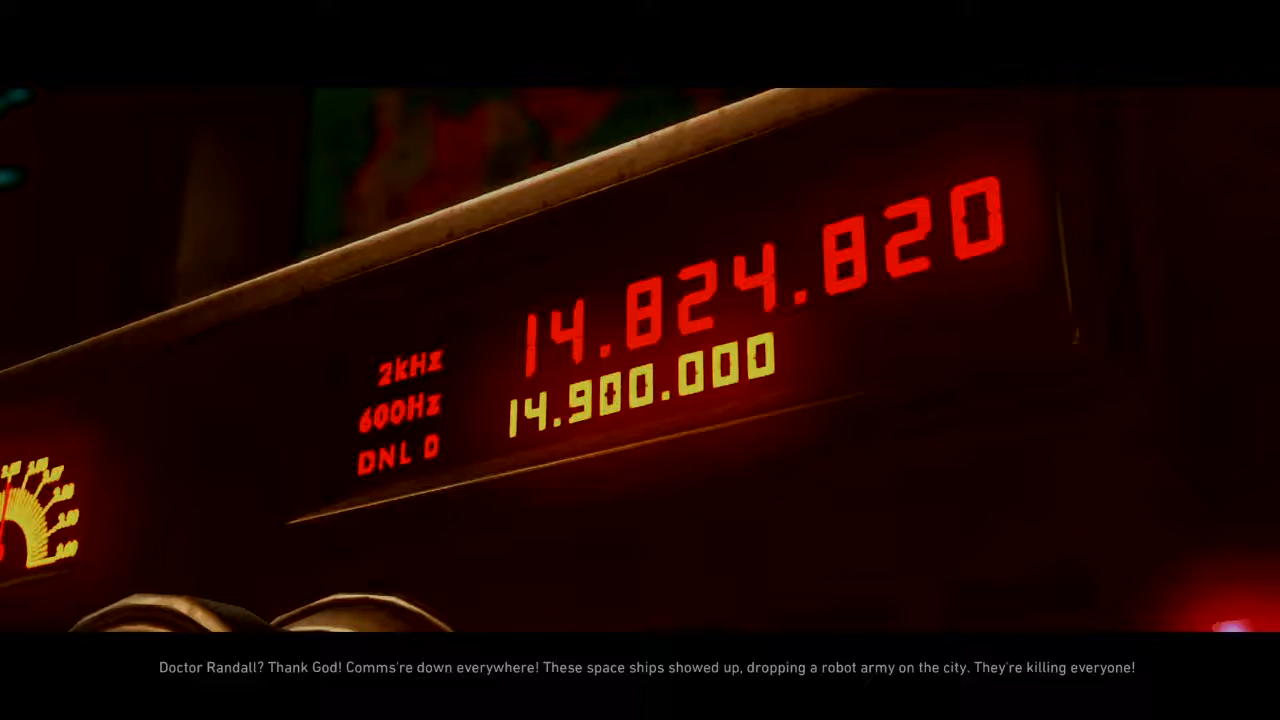 14.824.820
2kHz
14.900.000
600Hz
DNL 0
Doctor Randall? Thank God! Comms're down everywhere! These space ships showed up, dropping a robot army on the city. They're killing everyone!